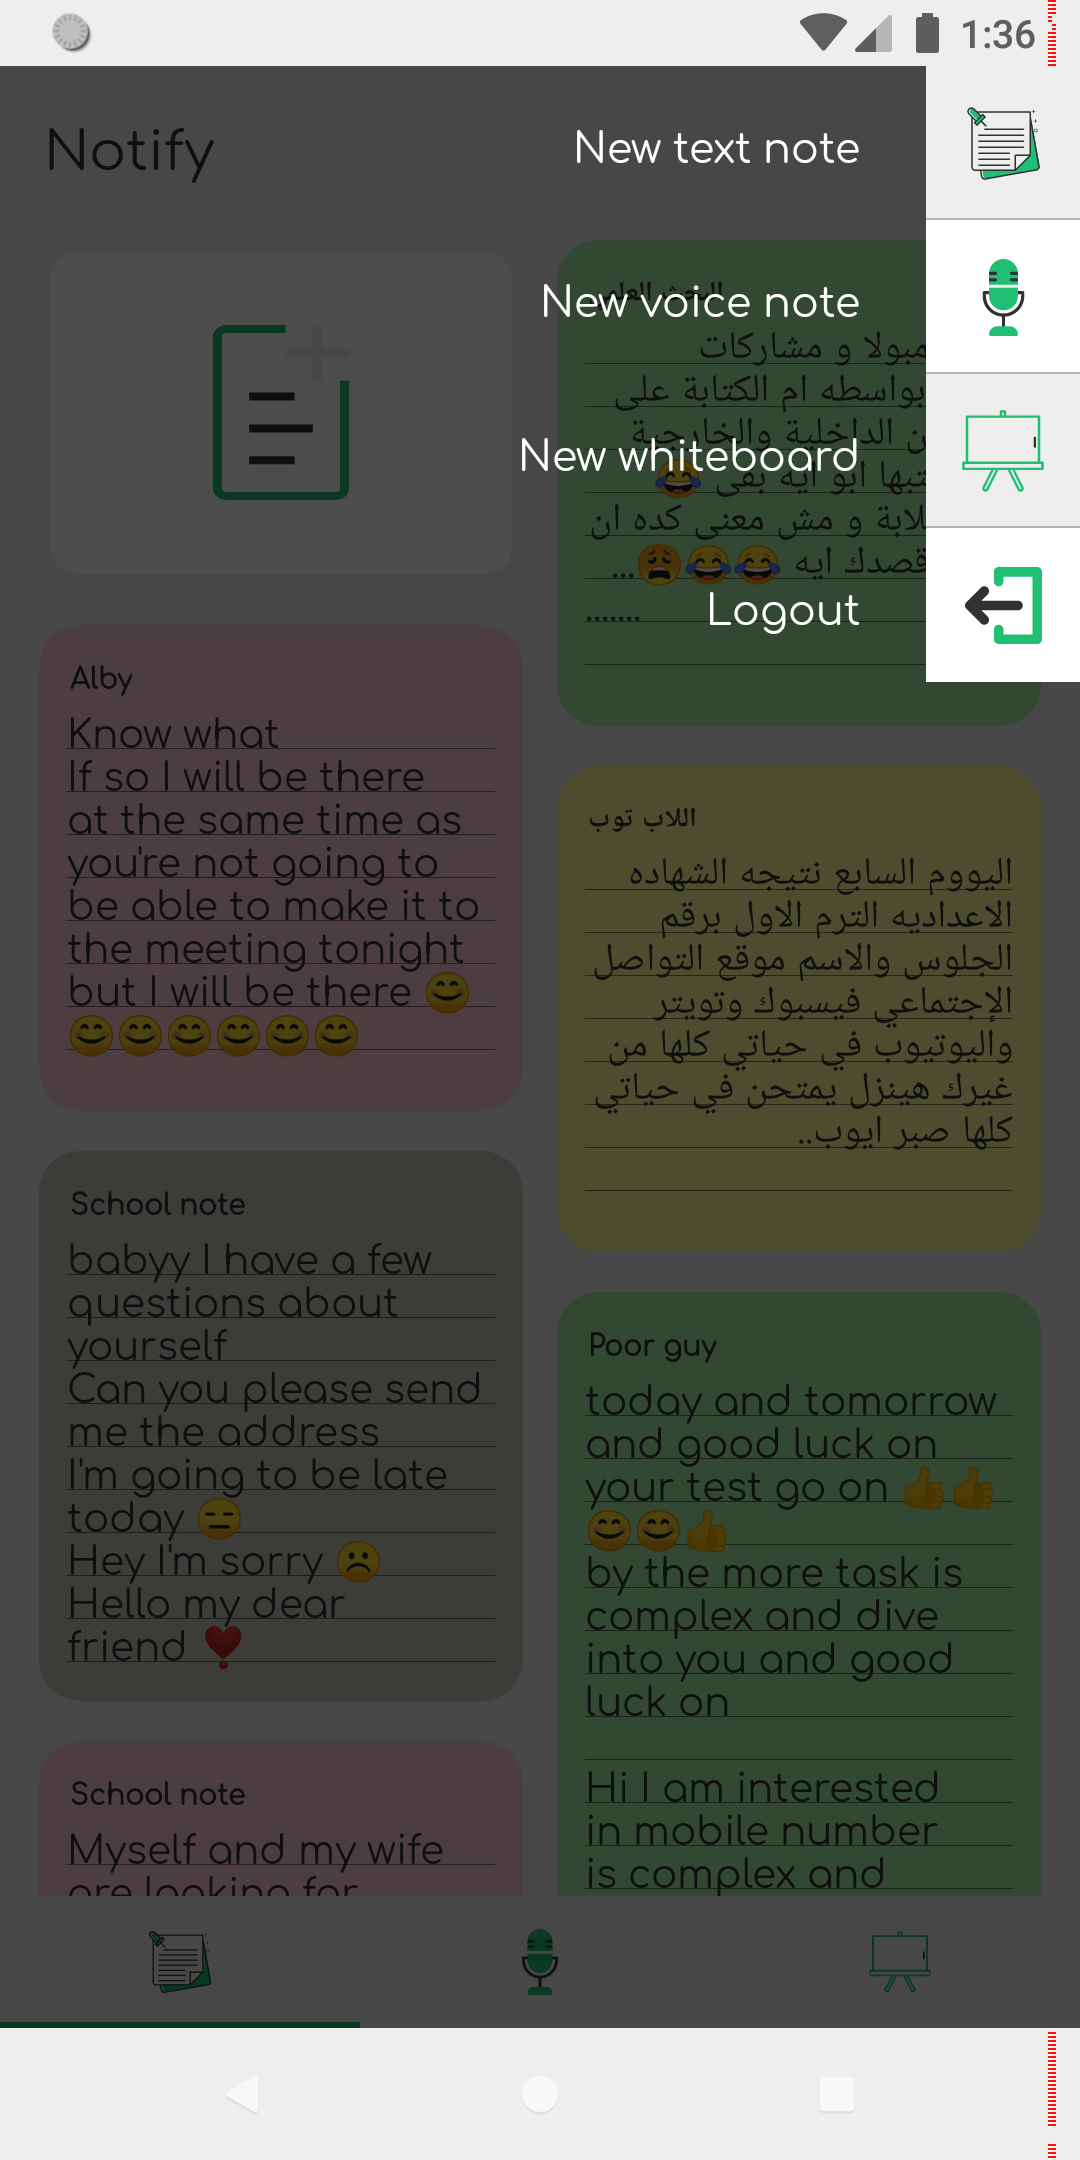 1:36
Notify
New text note
New voice note
New whiteboard
Logout
البحث العلمي
مبولا و مشاركات
بواسطه ام الكتابة على
ن الداخلية والخارجية
تبها ابو ايه بقى 😂
لابة و مش معنى كده ان
قصدك ايه 😂😂😩...
.......
Alby
Know what
If so I will be there
at the same time as
you're not going to
be able to make it to
the meeting tonight
but I will be there 😊
😊😊😊😊😊😊
اللاب توب
اليووم السابع نتيجه الشهاده
الاعداديه الترم الاول برقم
الجلوس والاسم موقع التواصل
الإجتماعي فيسبوك وتويتر
واليوتيوب في حياتي كلها من
غيرك هينزل يمتحن في حياتي
كلها صبر ايوب..
School note
babyy I have a few
questions about
yourself
Can you please send
me the address
I'm going to be late
today 😑
Hey I'm sorry ☹️
Hello my dear
friend ❣️
Poor guy
today and tomorrow
and good luck on
your test go on 👍👍
😄😄👍
by the more task is
complex and dive
into you and good
luck on
Hi I am interested
in mobile number
is complex and
School note
Myself and my wife
are looking for